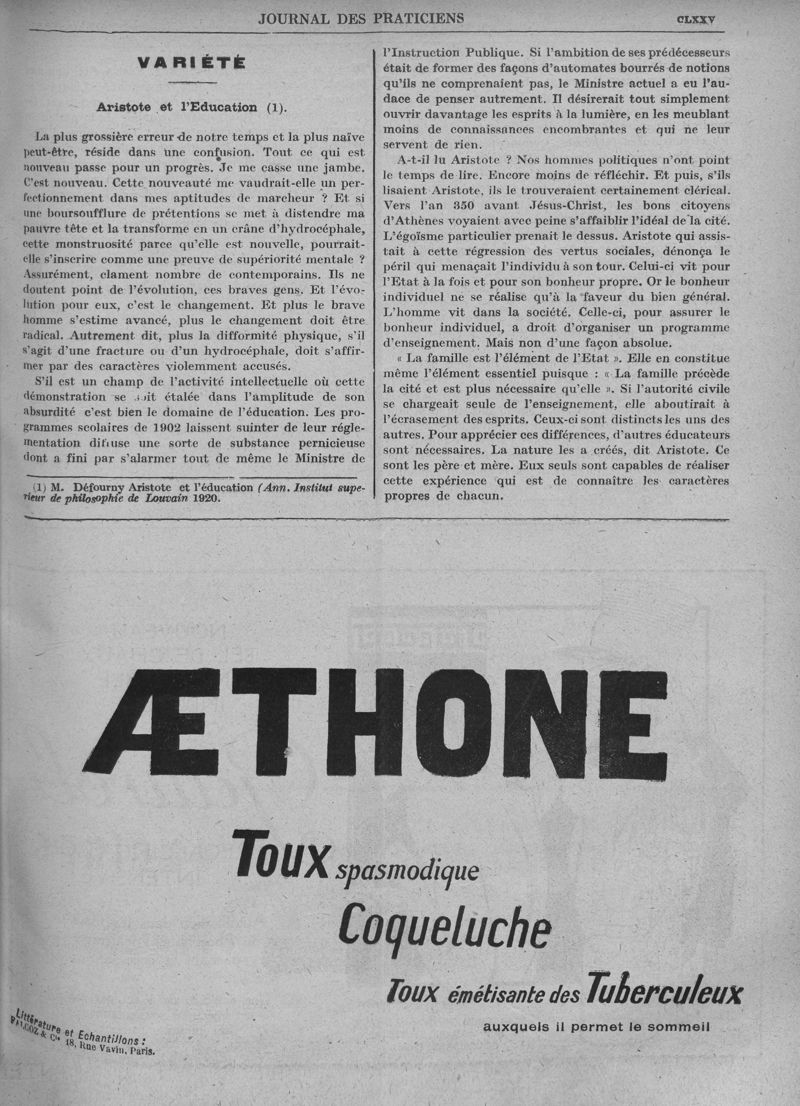 JOURNAL DES PRATICIENS
CLXXV
VARIÉTÉ
Aristote et l'Education (1).
La plus grossière erreur de notre temps et la plus naïve
peut-être, réside dans une confusion. Tout ce qui est
nouveau passe pour un progrès. Je me casse une jambe.
C'est nouveau. Cette nouveauté me vaudrait-elle un per-
fectionnement dans mes aptitudes de marcheur ? Et si
une boursoufflure de prétentions se met à distendre ma
pauvre tête et la transforme en un crâne d'hydrocéphale,
cette monstruosité parce qu'elle est nouvelle, pourrait-
elle s'inscrire comme une preuve de supériorité mentale ?
Assurément, clament nombre de contemporains. Ils ne
doutent point de l'évolution, ces braves gens. Et l'évo-
lution pour eux, c'est le changement. Et plus le brave
homme s'estime avancé, plus le changement doit être
radical. Autrement dit, plus la difformité physique, s'il
s'agit d'une fracture ou d'un hydrocéphale, doit s'affir-
mer par des caractères violemment accusés.
S'il est un champ de l'activité intellectuelle où cette
démonstration se soit étalée dans l'amplitude de son
absurdité c'est bien le domaine de l'éducation. Les pro-
grammes scolaires de 1902 laissent suinter de leur régle-
mentation diffuse une sorte de substance pernicieuse
dont a fini par s'alarmer tout de même le Ministre de
(1) M. Défourny Aristote et l'éducation (Ann. Institut supe-
rieur de philosophie de Louvain 1920.
l'Instruction Publique. Si l'ambition de ses prédécesseurs
était de former des façons d'automates bourrés de notions
qu'ils ne comprenaient pas, le Ministre actuel a eu l'au-
dace de penser autrement. Il désirerait tout simplement
ouvrir davantage les esprits à la lumière, en les meublant
moins de connaissances encombrantes et qui ne leur
servent de rien.
A-t-il lu Aristote ? Nos hommes politiques n'ont point
le temps de lire. Encore moins de réfléchir. Et puis, s'ils
lisaient Aristote, ils le trouveraient certainement clérical.
Vers l'an 350 avant Jésus-Christ, les bons citoyens
d'Athènes voyaient avec peine s'affaiblir l'idéal de la cité.
L'égoïsme particulier prenait le dessus. Aristote qui assis-
tait à cette régression des vertus sociales, dénonça le
péril qui menaçait l'individu à son tour. Celui-ci vit pour
l'Etat à la fois et pour son bonheur propre. Or le bonheur
individuel ne se réalise qu'à la faveur du bien général.
L'homme vit dans la société. Celle-ci, pour assurer le
bonheur individuel, a droit d'organiser un programme
d'enseignement. Mais non d'une façon absolue.
« La famille est l'élément de l'Etat ». Elle en constitue
même l'élément essentiel puisque : « La famille précède
la cité et est plus nécessaire qu'elle ». Si l'autorité civile
se chargeait seule de l'enseignement, elle aboutirait à
l'écrasement des esprits. Ceux-ci sont distincts les uns des
autres. Pour apprécier ces différences, d'autres éducateurs
sont nécessaires. La nature les a créés, dit Aristote. Ce
sont les père et mère. Eux seuls sont capables de réaliser
cette expérience qui est de connaître les caractères
propres de chacun.
ÆTHONE
Toux spasmodique
Coqueluche
Toux émétisante des Tuberculeux
auxquels il permet le sommeil
Littérature et Echantillons :
& Cie 18, Rue Vavin, Paris.